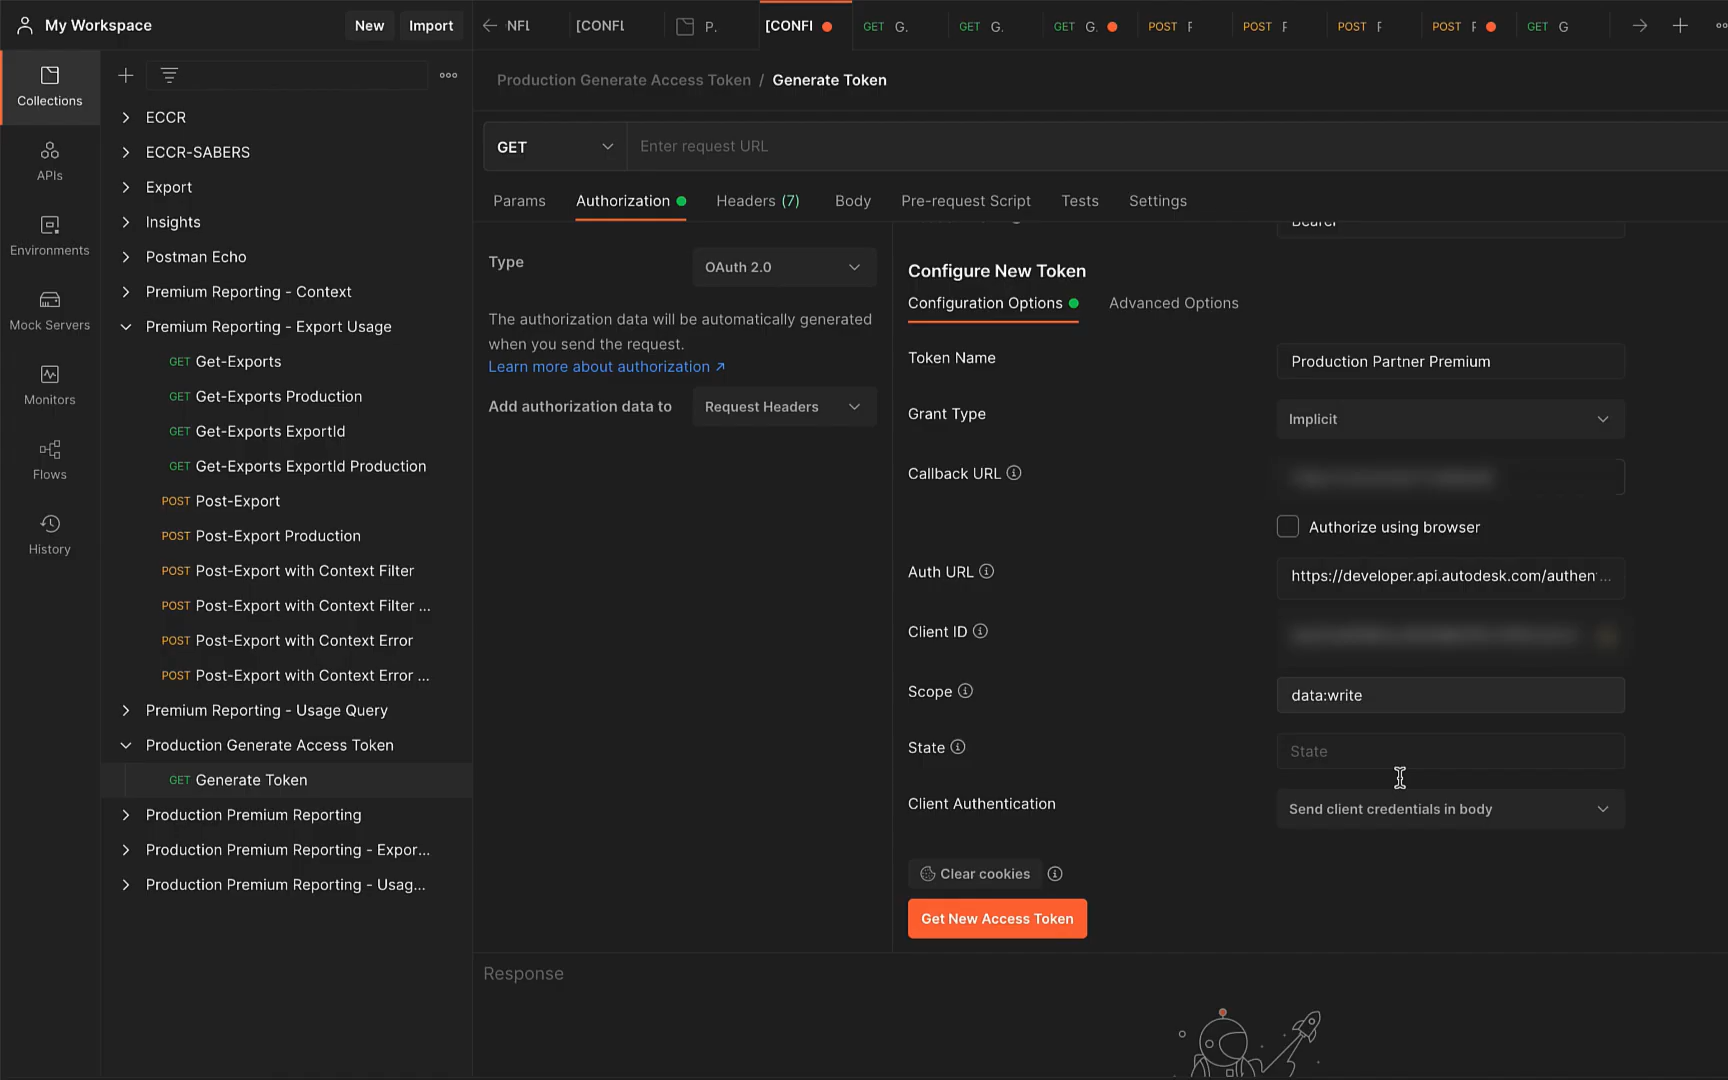 My Workspace
New
Import
NFL
[CONFL
P.
[CONFI
GET G.
GET G.
GET G.
POST F
POST F
POST F
POST F
GET G
Collections
APIs
Environments
Mock Servers
Monitors
Flows
History
ECCR
ECCR-SABERS
Export
Insights
Postman Echo
Premium Reporting - Context
Premium Reporting - Export Usage
GET Get-Exports
GET Get-Exports Production
GET Get-Exports ExportId
GET Get-Exports ExportId Production
POST Post-Export
POST Post-Export Production
POST Post-Export with Context Filter
POST Post-Export with Context Filter ...
POST Post-Export with Context Error
POST Post-Export with Context Error ...
Premium Reporting - Usage Query
Production Generate Access Token
GET Generate Token
Production Premium Reporting
Production Premium Reporting - Expor...
Production Premium Reporting - Usag...
Production Generate Access Token / Generate Token
GET
Enter request URL
Params
Authorization
Headers (7)
Body
Pre-request Script
Tests
Settings
Type
OAuth 2.0
The authorization data will be automatically generated
when you send the request.
Learn more about authorization ↗
Add authorization data to
Request Headers
Bearer
Configure New Token
Configuration Options
Advanced Options
Token Name
Production Partner Premium
Grant Type
Implicit
Callback URL
Authorize using browser
Auth URL
https://developer.api.autodesk.com/authen...
Client ID
Scope
data:write
State
State
Client Authentication
Send client credentials in body
Clear cookies
Get New Access Token
Response